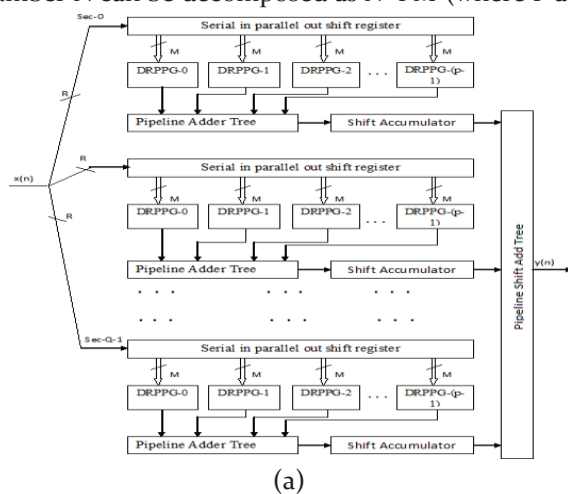 Sec-0
Serial in parallel out shift register
R
M M M M
DRPPG-0 DRPPG-1 DRPPG-2 . . . DRPPG-(p-
1)
Pipeline Adder Tree Shift Accumulator
R
Serial in parallel out shift register
x(n)
M M M M
R
DRPPG-0 DRPPG-1 DRPPG-2 . . . DRPPG-(p-
1)
Pipeline Shift Add Tree
y(n)
Pipeline Adder Tree Shift Accumulator
. . . . . . . . .
. . . . . . . . .
Sec-Q-1
Serial in parallel out shift register
M M M M
DRPPG-0 DRPPG-1 DRPPG-2 . . . DRPPG-(p-
1)
Pipeline Adder Tree Shift Accumulator
(a)